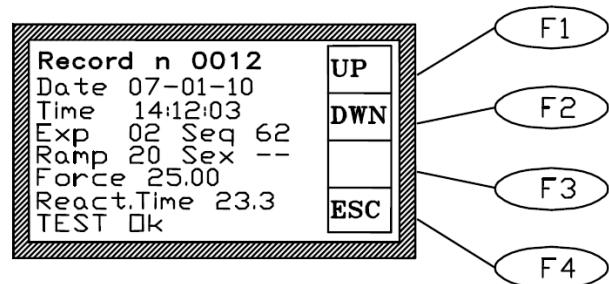 Record n 0012
Date 07-01-10
Time 14:12:03
Exp 02 Seq 62
Ramp 20 Sex --
Force 25.00
React.Time 23.3
TEST Ok
UP
DWN
ESC
F1
F2
F3
F4